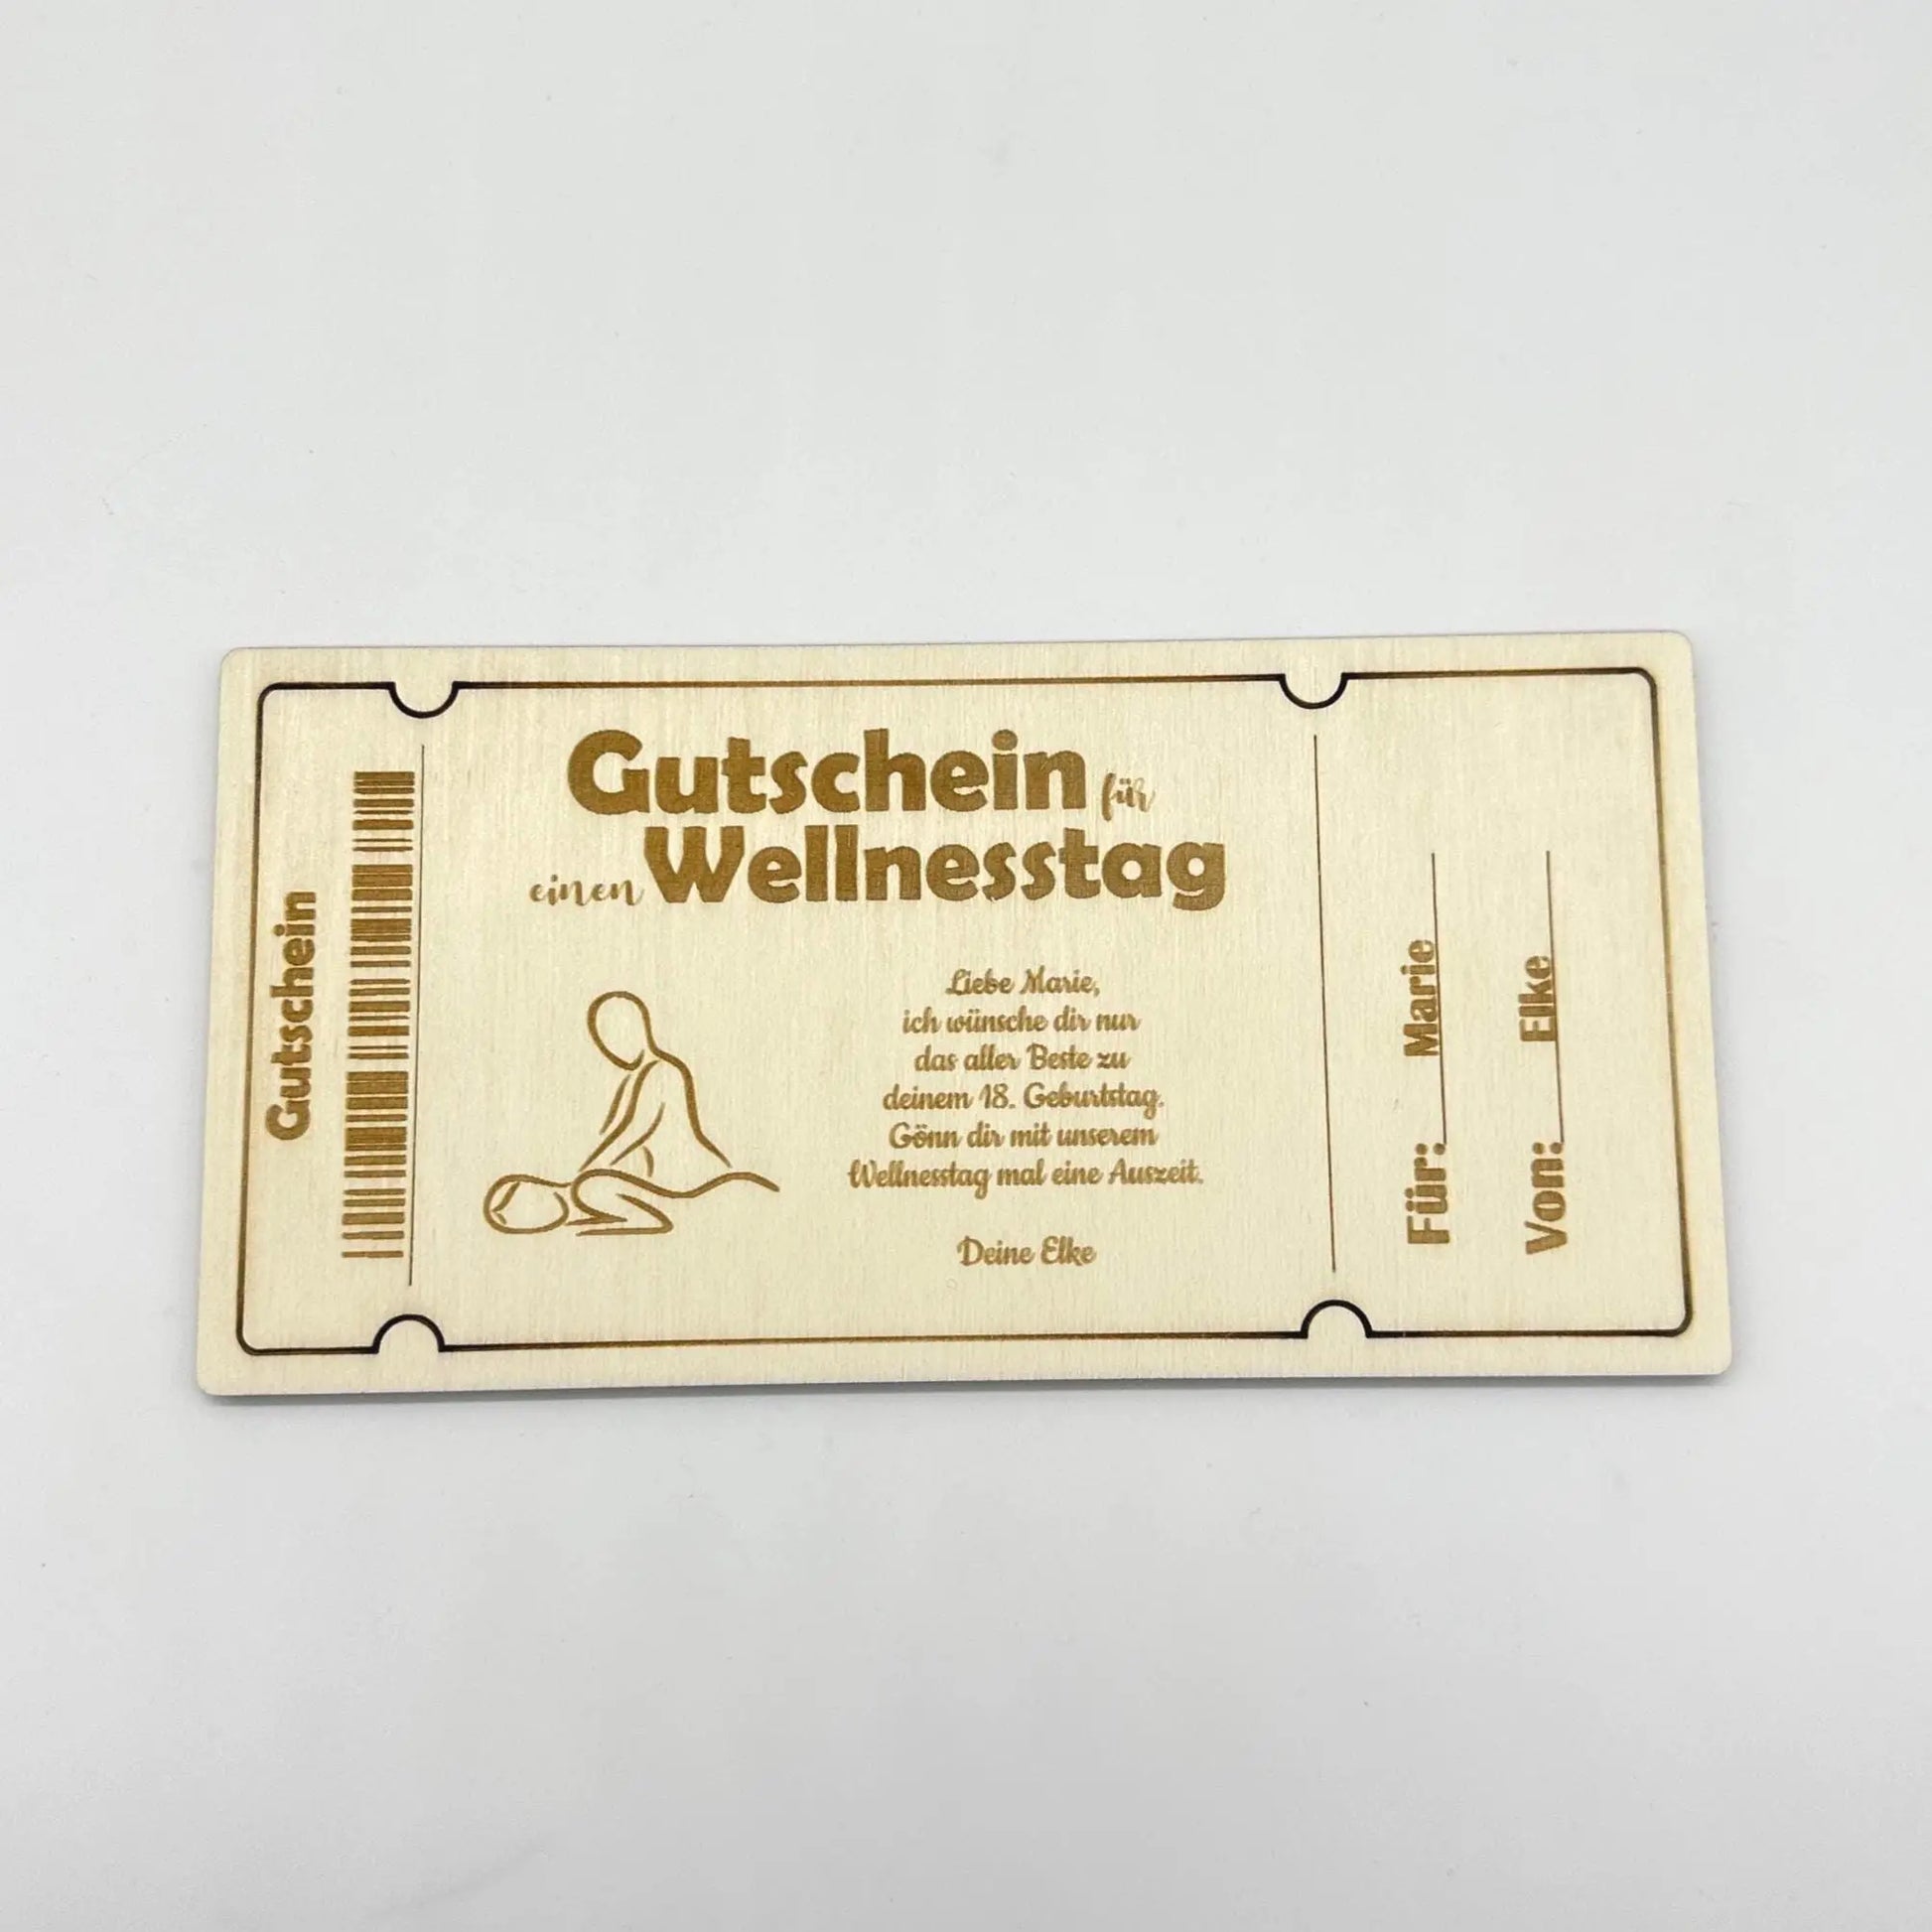 Gutschein
Gutschein für
einen Wellnesstag
Liebe Marie,
ich wünsche dir nur
das aller Beste zu
deinem 18. Geburtstag.
Gönn dir mit unserem
Wellnesstag mal eine Auszeit.
Deine Elke
Für: Marie
Von: Elke